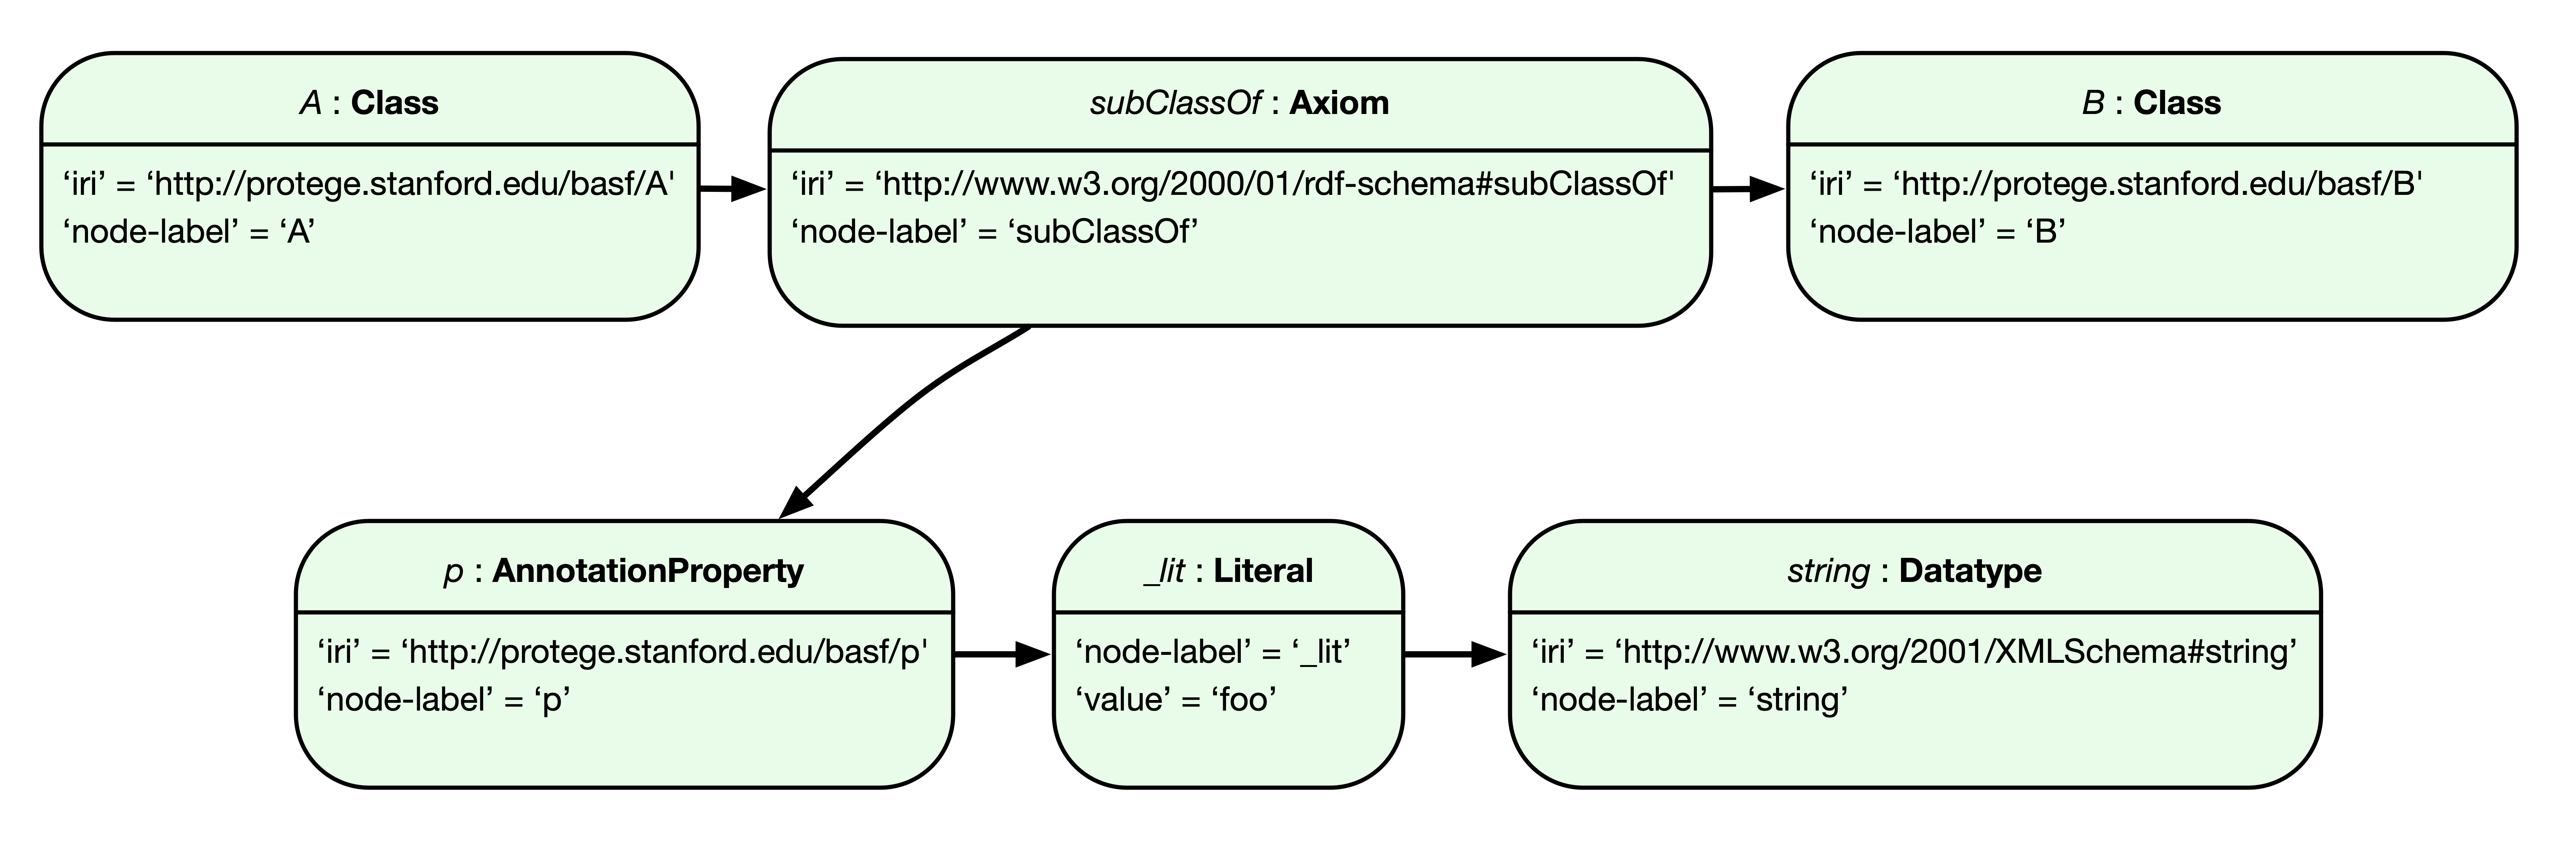 A : Class
‘iri’ = ‘http://protege.stanford.edu/basf/A'
‘node-label’ = ‘A’
subClassOf : Axiom
‘iri’ = ‘http://www.w3.org/2000/01/rdf-schema#subClassOf'
‘node-label’ = ‘subClassOf’
B : Class
‘iri’ = ‘http://protege.stanford.edu/basf/B'
‘node-label’ = ‘B’
p : AnnotationProperty
‘iri’ = ‘http://protege.stanford.edu/basf/p'
‘node-label’ = ‘p’
_lit : Literal
‘node-label’ = ‘_lit’
‘value’ = ‘foo’
string : Datatype
‘iri’ = ‘http://www.w3.org/2001/XMLSchema#string’
‘node-label’ = ‘string’